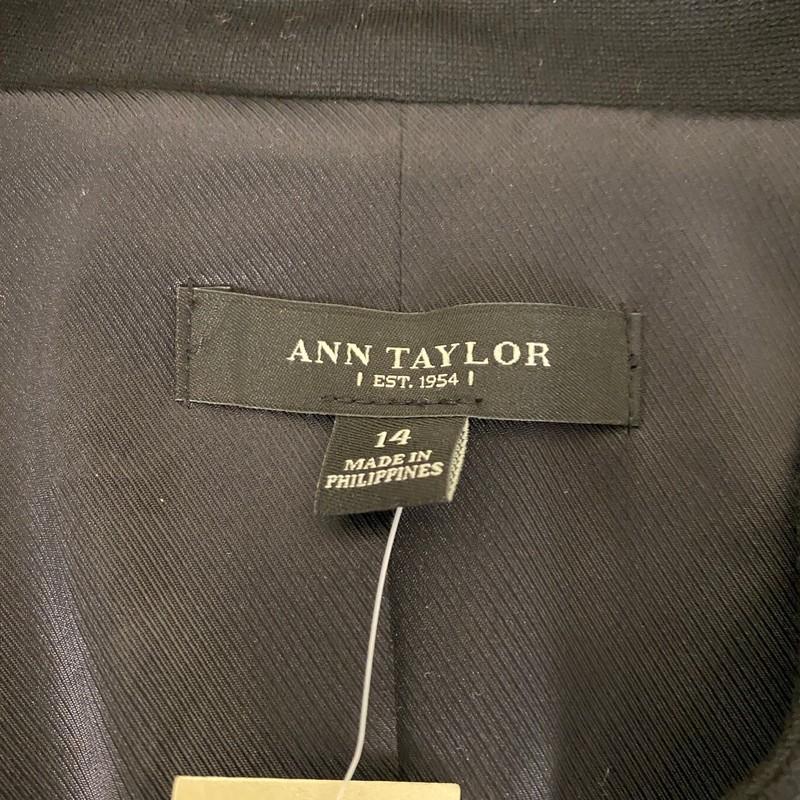 ANN TAYLOR
EST. 1954
14
MADE IN
PHILIPPINES